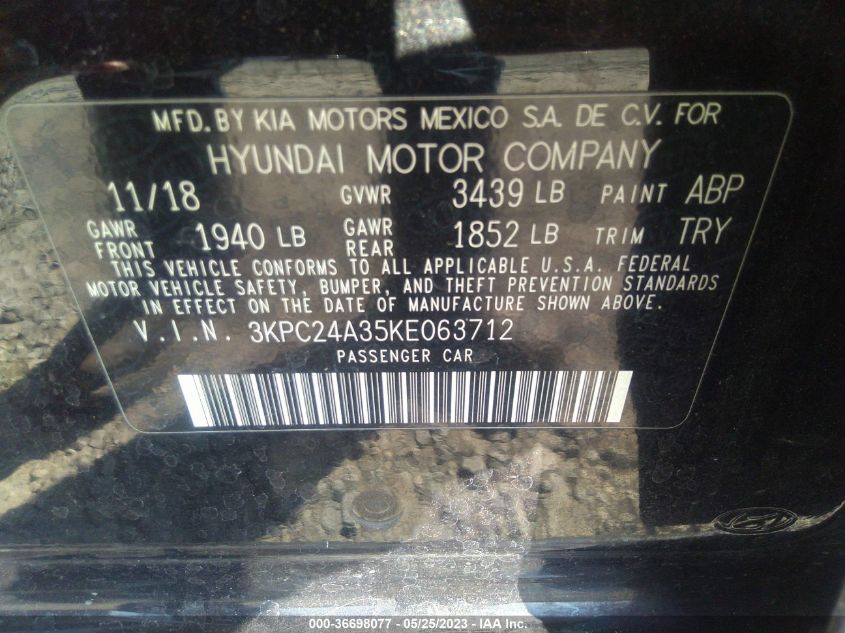 MFD. BY KIA MOTORS MEXICO S.A. DE C.V. FOR
HYUNDAI MOTOR COMPANY
11/18 GVWR 3439 LB PAINT ABP
GAWR FRONT 1940 LB GAWR REAR 1852 LB TRIM TRY
THIS VEHICLE CONFORMS TO ALL APPLICABLE U.S.A. FEDERAL
MOTOR VEHICLE SAFETY, BUMPER, AND THEFT PREVENTION STANDARDS
IN EFFECT ON THE DATE OF MANUFACTURE SHOWN ABOVE.
V.I.N. 3KPC24A35KE063712
PASSENGER CAR
000-36698077 - 05/25/2023 - IAA Inc.